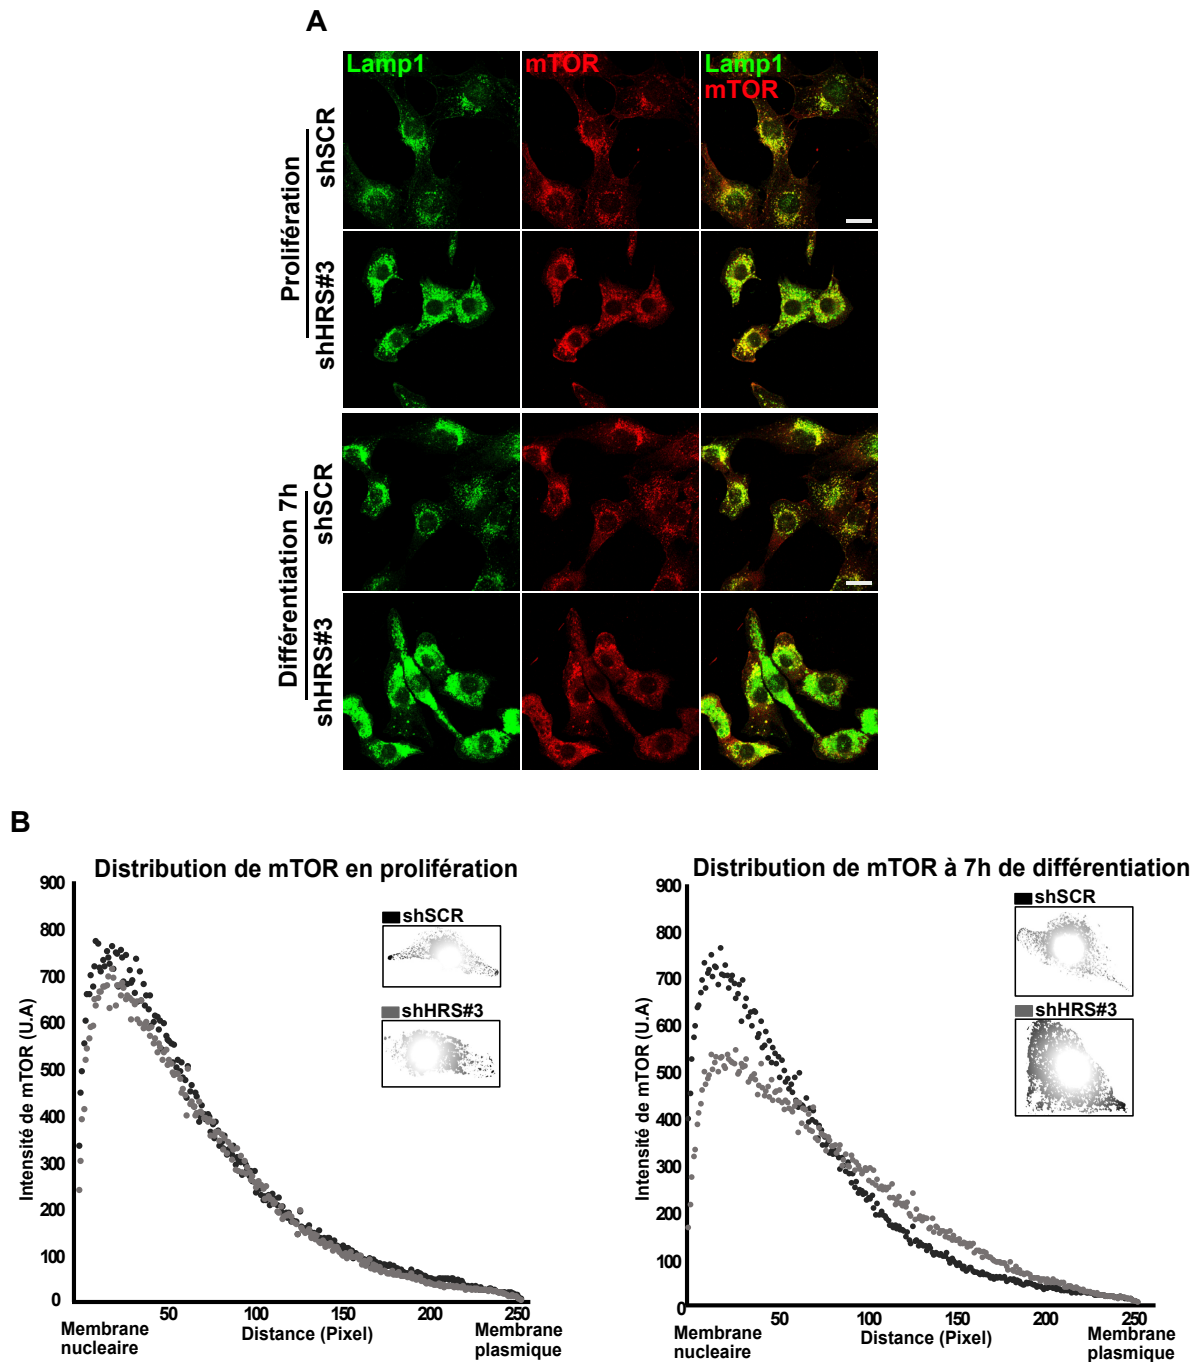 A
Lamp1
mTOR
Lamp1
mTOR
Prolifération
shSCR
shHRS#3
Différentiation 7h
shSCR
shHRS#3
B
Distribution de mTOR en prolifération
900
800
700
600
500
400
300
200
100
0
Intensité de mTOR (U.A)
shSCR
shHRS#3
50
100
150
200
250
Membrane
nucleaire
Distance (Pixel)
Membrane
plasmique
Distribution de mTOR à 7h de différentiation
900
800
700
600
500
400
300
200
100
0
Intensité de mTOR (U.A)
shSCR
shHRS#3
50
100
150
200
250
Membrane
nucleaire
Distance (Pixel)
Membrane
plasmique